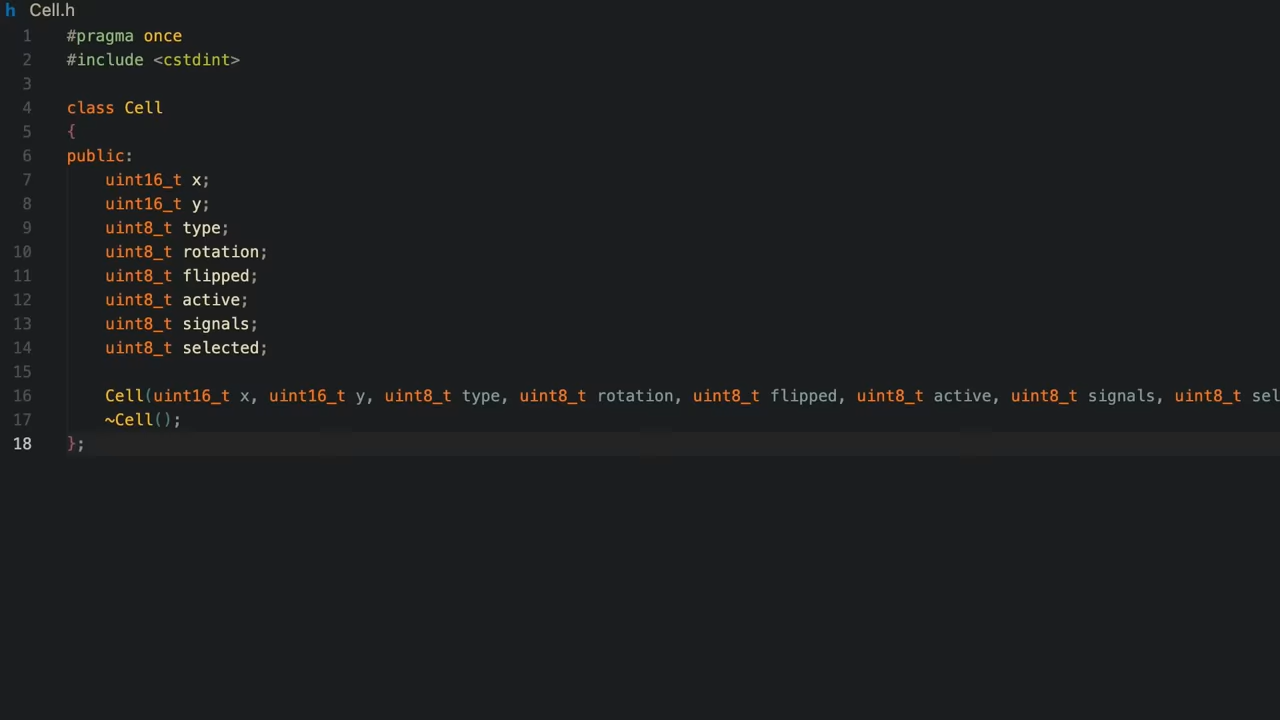 h Cell.h
1 #pragma once
2 #include <cstdint>
3
4 class Cell
5 {
6 public:
7 uint16_t x;
8 uint16_t y;
9 uint8_t type;
10 uint8_t rotation;
11 uint8_t flipped;
12 uint8_t active;
13 uint8_t signals;
14 uint8_t selected;
15
16 Cell(uint16_t x, uint16_t y, uint8_t type, uint8_t rotation, uint8_t flipped, uint8_t active, uint8_t signals, uint8_t sel
17 ~Cell();
18 };